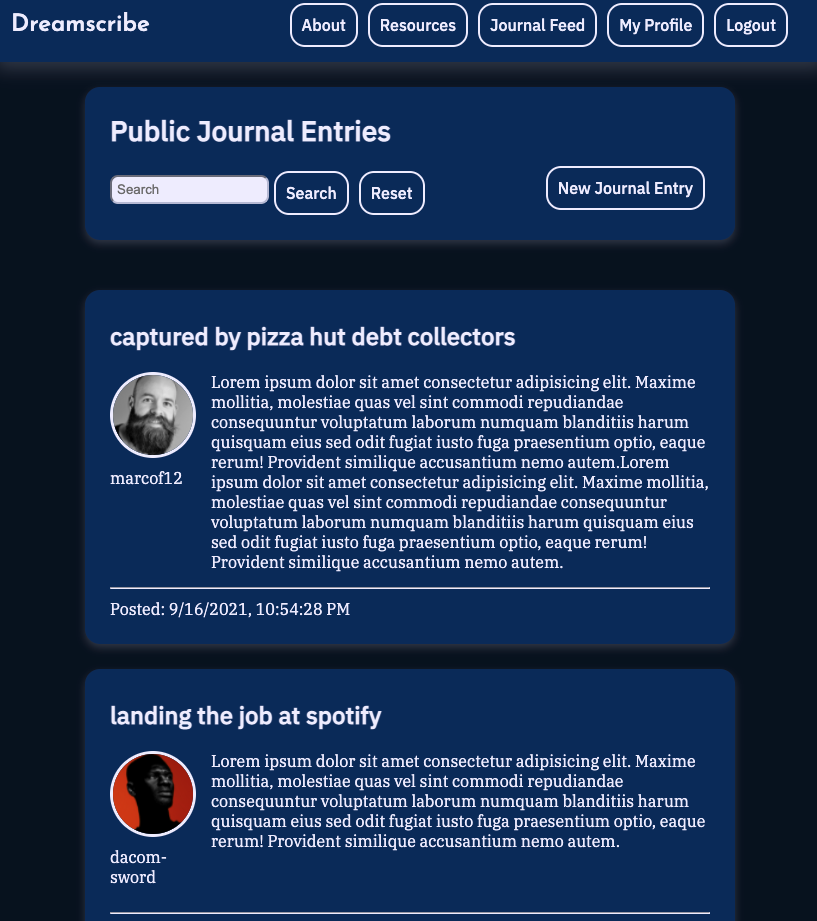 Dreamscribe
About
Resources
Journal Feed
My Profile
Logout
Public Journal Entries
Search
Search
Reset
New Journal Entry
captured by pizza hut debt collectors
marcof12
Lorem ipsum dolor sit amet consectetur adipisicing elit. Maxime
mollitia, molestiae quas vel sint commodi repudiandae
consequuntur voluptatum laborum numquam blanditiis harum
quisquam eius sed odit fugiat iusto fuga praesentium optio, eaque
rerum! Provident similique accusantium nemo autem.Lorem
ipsum dolor sit amet consectetur adipisicing elit. Maxime mollitia,
molestiae quas vel sint commodi repudiandae consequuntur
voluptatum laborum numquam blanditiis harum quisquam eius
sed odit fugiat iusto fuga praesentium optio, eaque rerum!
Provident similique accusantium nemo autem.
Posted: 9/16/2021, 10:54:28 PM
landing the job at spotify
dacom-
sword
Lorem ipsum dolor sit amet consectetur adipisicing elit. Maxime
mollitia, molestiae quas vel sint commodi repudiandae
consequuntur voluptatum laborum numquam blanditiis harum
quisquam eius sed odit fugiat iusto fuga praesentium optio, eaque
rerum! Provident similique accusantium nemo autem.